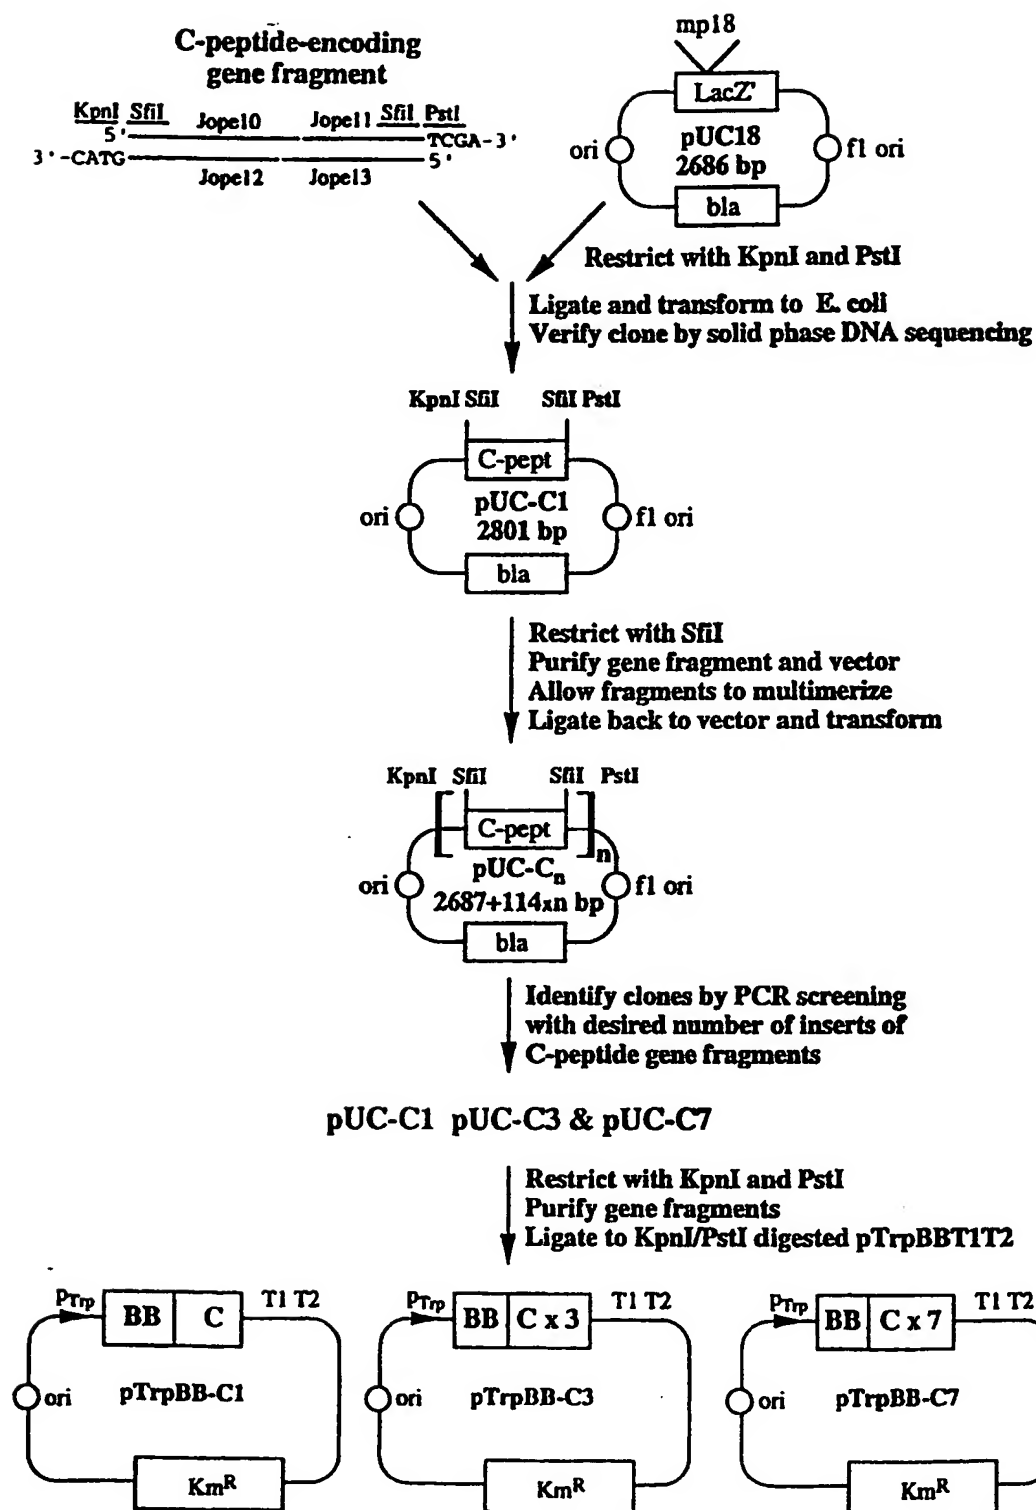 C-peptide-encoding
gene fragment
KpnI SfiI Jope10 Jope11 SfiI PstI
5' TCGA-3'
3'-CATG 5'
Jope12 Jope13
mp18
LacZ'
pUC18
2686 bp
ori
f1 ori
bla
Restrict with KpnI and PstI
Ligate and transform to E. coli
Verify clone by solid phase DNA sequencing
KpnI SfiI SfiI PstI
C-pept
pUC-C1
2801 bp
ori
f1 ori
bla
Restrict with SfiI
Purify gene fragment and vector
Allow fragments to multimerize
Ligate back to vector and transform
KpnI SfiI SfiI PstI
C-pept
n
pUC-Cn
2687+114xn bp
ori
f1 ori
bla
Identify clones by PCR screening
with desired number of inserts of
C-peptide gene fragments
pUC-C1 pUC-C3 & pUC-C7
Restrict with KpnI and PstI
Purify gene fragments
Ligate to KpnI/PstI digested pTrpBBT1T2
PTrp BB C T1 T2
ori
pTrpBB-C1
KmR
PTrp BB C x 3 T1 T2
ori
pTrpBB-C3
KmR
PTrp BB C x 7 T1 T2
ori
pTrpBB-C7
KmR